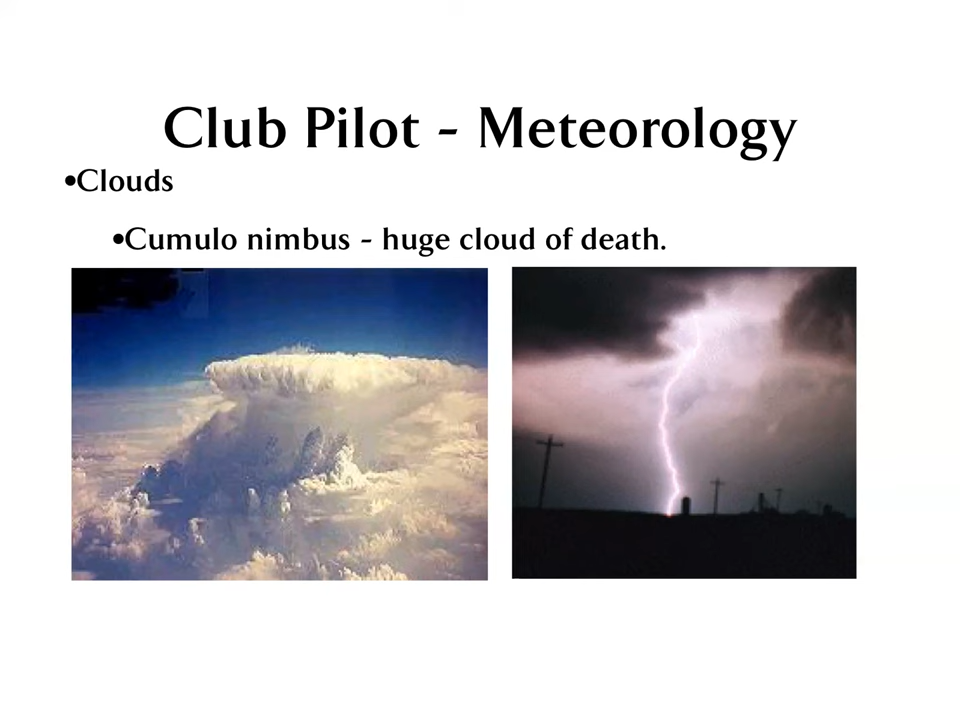 Club Pilot - Meteorology
•Clouds
•Cumulo nimbus - huge cloud of death.